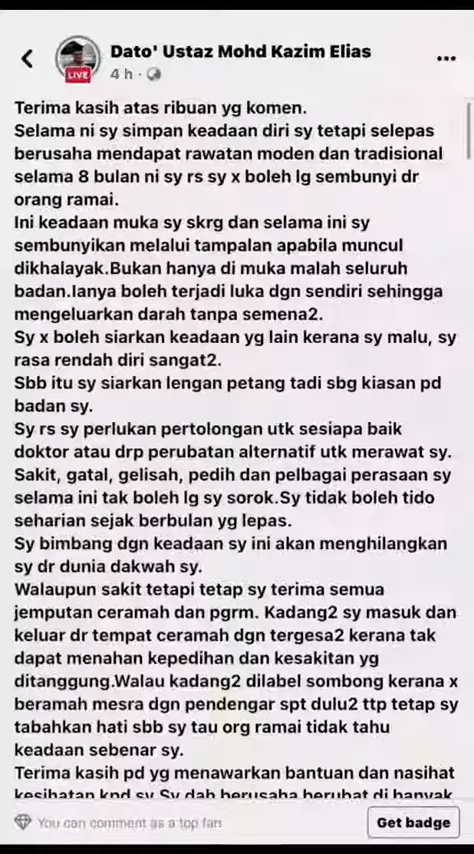 Dato' Ustaz Mohd Kazim Elias
LIVE
4 h ·
Terima kasih atas ribuan yg komen.
Selama ni sy simpan keadaan diri sy tetapi selepas
berusaha mendapat rawatan moden dan tradisional
selama 8 bulan ni sy rs sy x boleh lg sembunyi dr
orang ramai.
Ini keadaan muka sy skrg dan selama ini sy
sembunyikan melalui tampalan apabila muncul
dikhalayak.Bukan hanya di muka malah seluruh
badan.Ianya boleh terjadi luka dgn sendiri sehingga
mengeluarkan darah tanpa semena2.
Sy x boleh siarkan keadaan yg lain kerana sy malu, sy
rasa rendah diri sangat2.
Sbb itu sy siarkan lengan petang tadi sbg kiasan pd
badan sy.
Sy rs sy perlukan pertolongan utk sesiapa baik
doktor atau drp perubatan alternatif utk merawat sy.
Sakit, gatal, gelisah, pedih dan pelbagai perasaan sy
selama ini tak boleh lg sy sorok.Sy tidak boleh tido
seharian sejak berbulan yg lepas.
Sy bimbang dgn keadaan sy ini akan menghilangkan
sy dr dunia dakwah sy.
Walaupun sakit tetapi tetap sy terima semua
jemputan ceramah dan pgrm. Kadang2 sy masuk dan
keluar dr tempat ceramah dgn tergesa2 kerana tak
dapat menahan kepedihan dan kesakitan yg
ditanggung.Walau kadang2 dilabel sombong kerana x
beramah mesra dgn pendengar spt dulu2 ttp tetap sy
tabahkan hati sbb sy tau org ramai tidak tahu
keadaan sebenar sy.
Terima kasih pd yg menawarkan bantuan dan nasihat
kesihatan kpd sy Sy dah berusaha berubat di banyak
You can comment as a top fan
Get badge